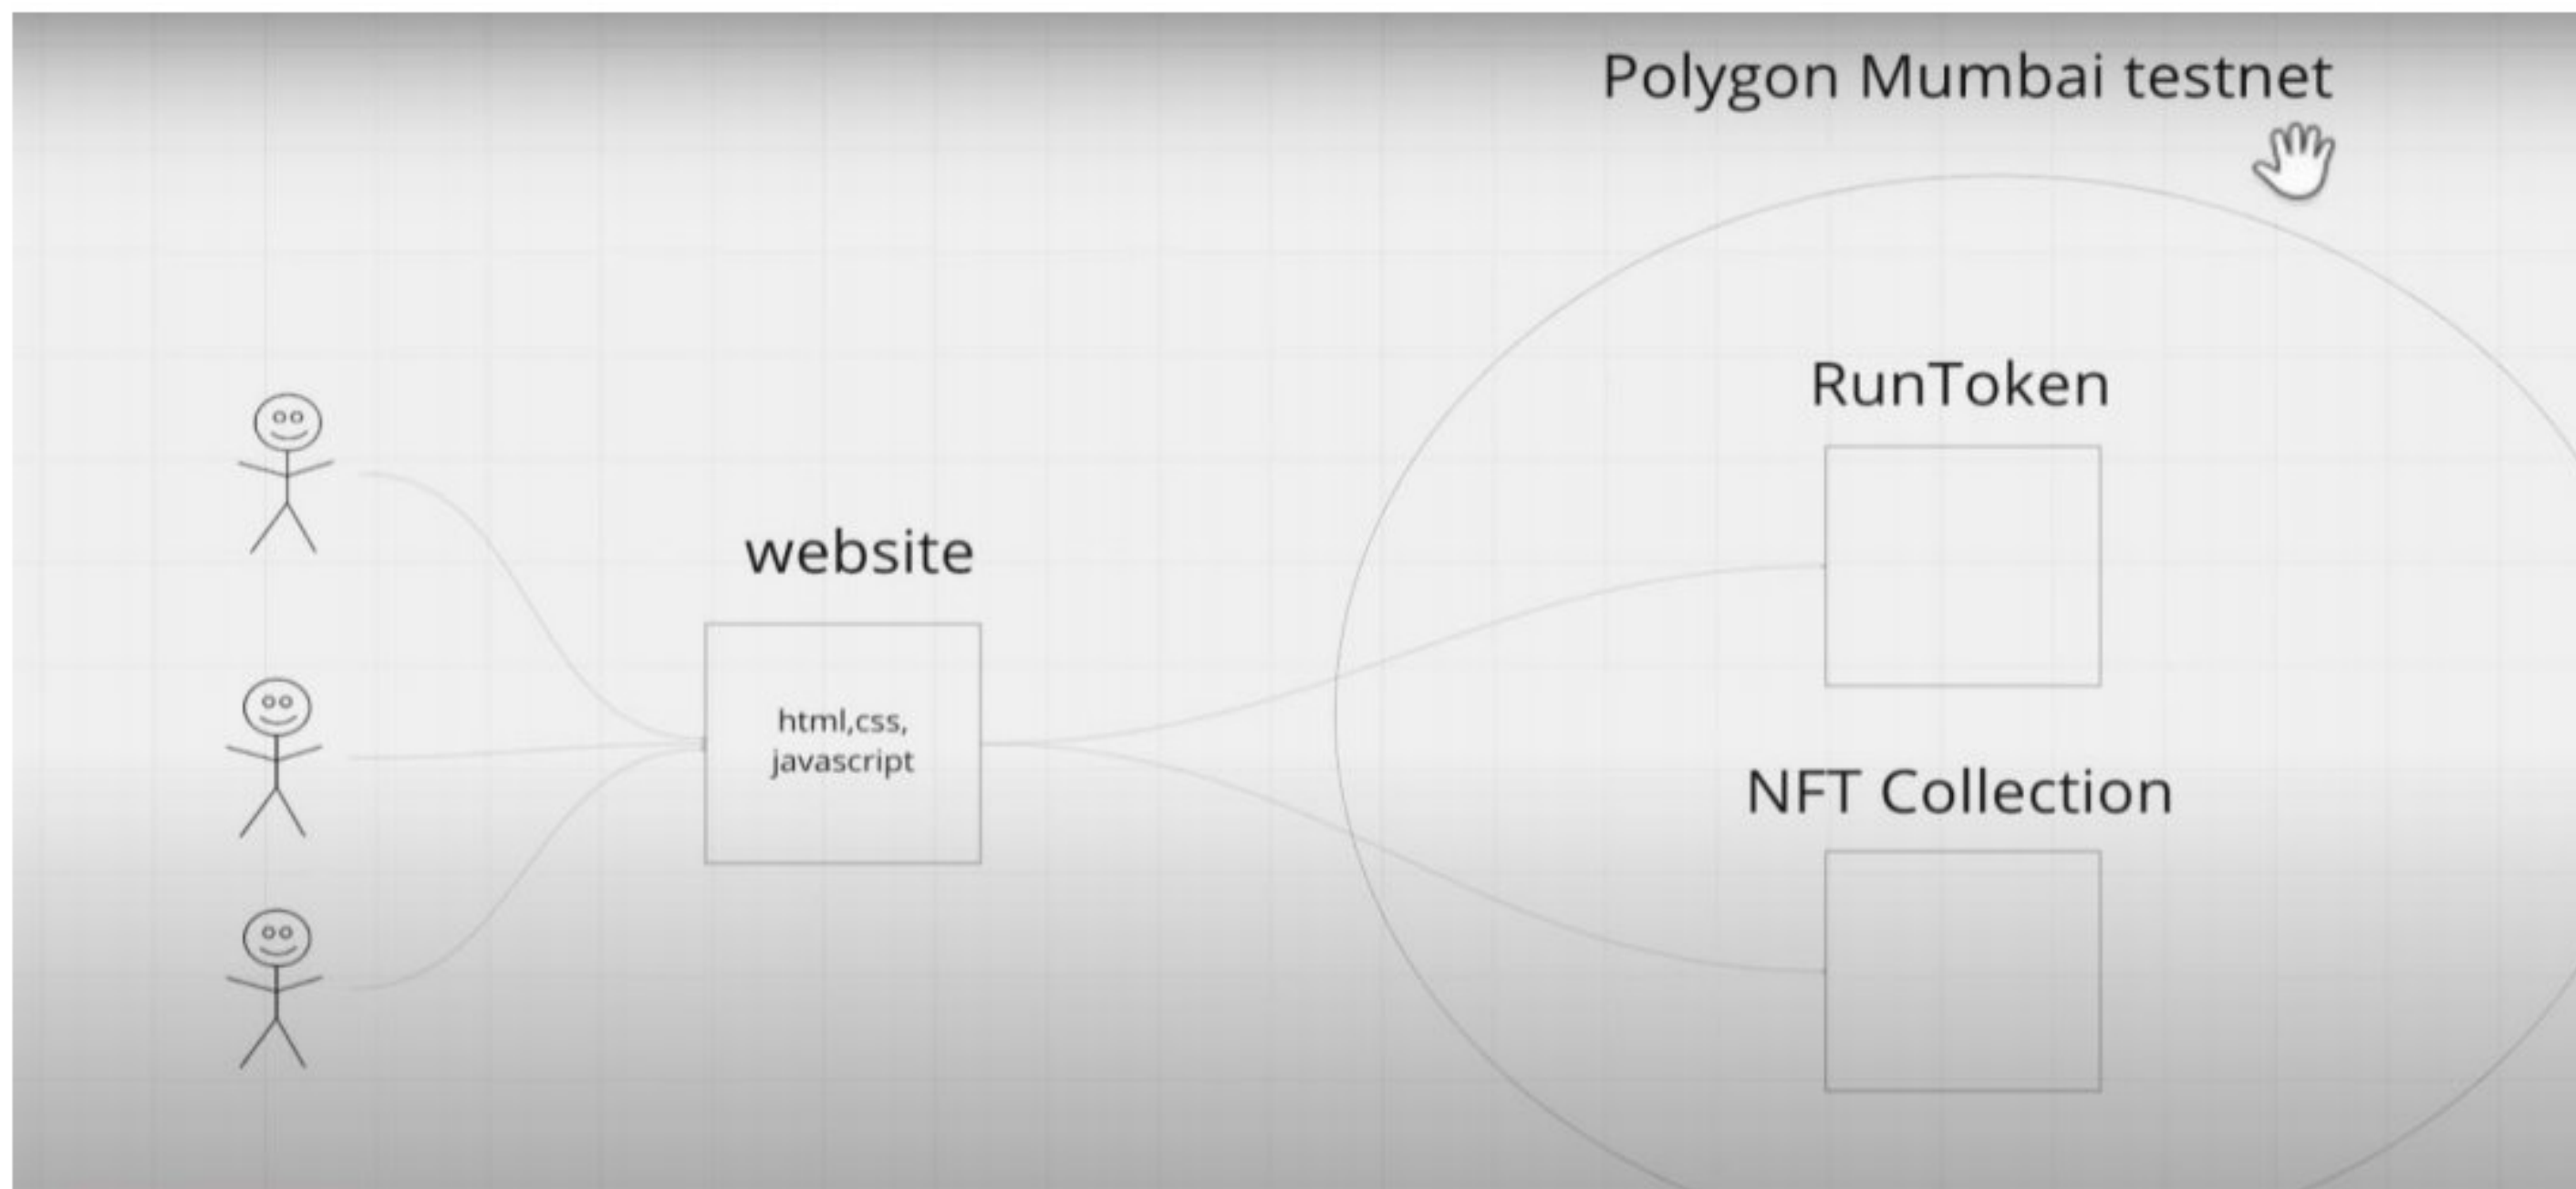 Polygon Mumbai testnet
RunToken
website
html,css,
javascript
NFT Collection